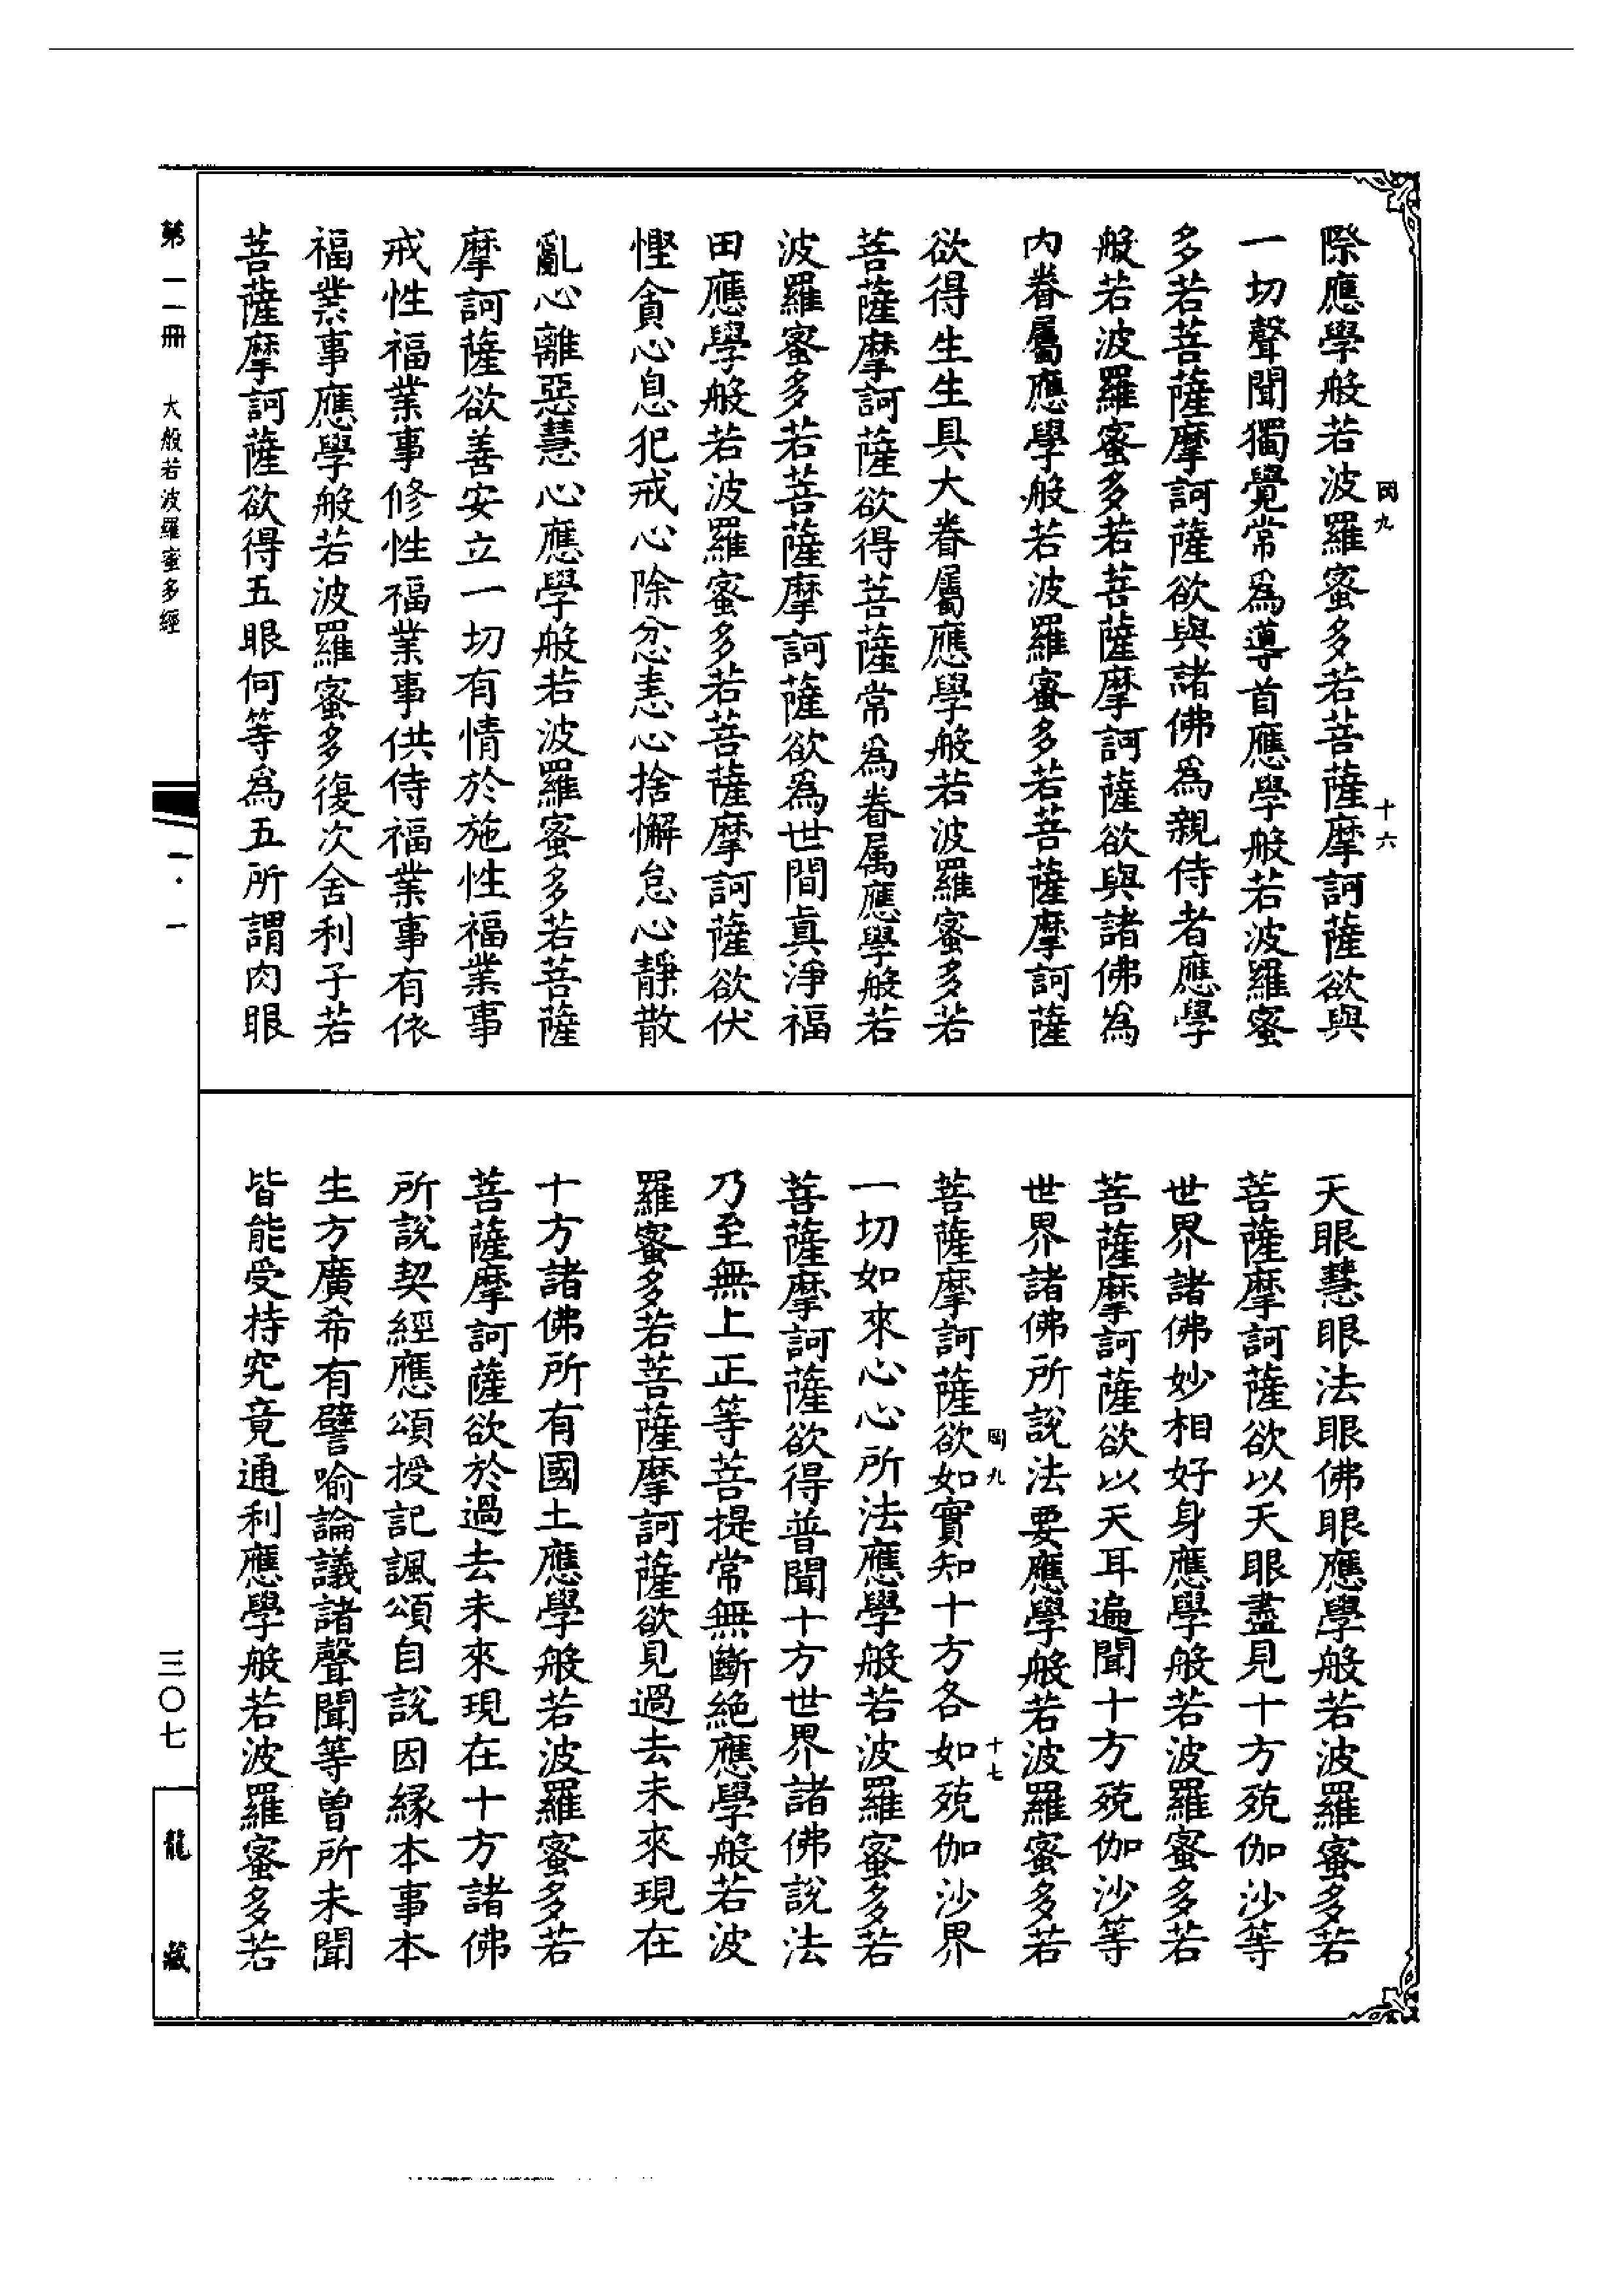 際應學般若波羅蜜多若菩薩摩訶薩欲與
一切聲聞獨覺常爲導首應學般若波羅蜜
多若菩薩摩訶薩欲與諸佛爲親侍者應學
般若波羅蜜多若菩薩摩訶薩欲與諸佛爲
内眷屬應學般若波羅蜜多若菩薩摩訶薩
欲得生生具大眷屬應學般若波羅蜜多若
菩薩摩訶薩欲得菩薩常爲眷属應學般若
波羅蜜多若菩薩摩訶薩欲爲世間真淨福
田應學般若波羅蜜多若菩薩摩訶薩欲伏
慳貪心息犯戒心除忿恚心捨懈怠心靜散
亂心離惡慧心應學般若波羅蜜多若菩薩
摩訶薩欲善安立一切有情於施性福業事
戒性福業事修性福業事供侍福業事有依
福業事應學般若波羅蜜多復次舍利子若
菩薩摩訶薩欲得五眼何等爲五所謂肉眼
九
十六
天眼慧眼法眼佛眼應學般若波羅蜜多若
菩薩摩訶薩欲以天眼盡見十方殑伽沙等
世界諸佛妙相好身應學般若波羅蜜多若
菩薩摩訶薩欲以天耳遍聞十方殑伽沙等
世界諸佛所說法要應學般若波羅蜜多若
菩薩摩訶薩欲如實知十方各如殑伽沙界
一切如來心心所法應學般若波羅蜜多若
菩薩摩訶薩欲得普聞十方世界諸佛說法
乃至無上正等菩提常無斷絶應學般若波
羅蜜多若菩薩摩訶薩欲見過去未來現在
十方諸佛所有國土應學般若波羅蜜多若
菩薩摩訶薩欲於過去未來現在十方諸佛
所說契經應頌授記諷頌自說因緣本事本
生方廣希有譬喻論議諸聲聞等曽所未聞
皆能受持究竟通利應學般若波羅蜜多若
九
十七
第一一冊 大般若波羅蜜多經
一·一
三〇七
龍藏